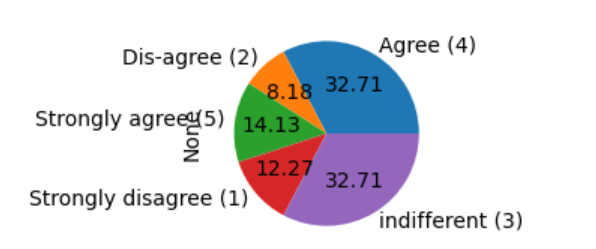 Agree (4)
32.71
Dis-agree (2)
8.18
Strongly agree (5)
14.13
None
Strongly disagree (1)
12.27
indifferent (3)
32.71